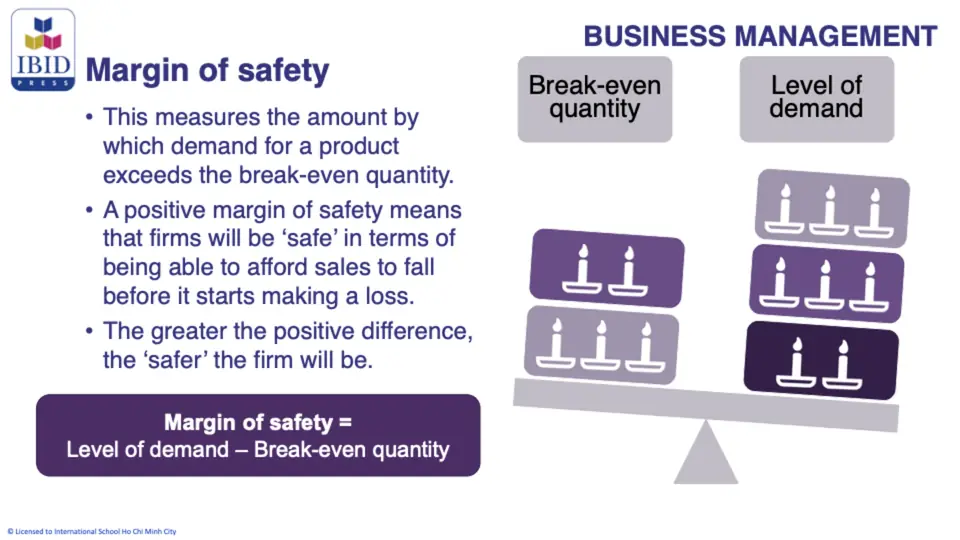 IBID
PRESS
BUSINESS MANAGEMENT
Margin of safety
• This measures the amount by
which demand for a product
exceeds the break-even quantity.
• A positive margin of safety means
that firms will be ‘safe’ in terms of
being able to afford sales to fall
before it starts making a loss.
• The greater the positive difference,
the ‘safer’ the firm will be.
Margin of safety =
Level of demand – Break-even quantity
Break-even
quantity
Level of
demand
© Licensed to International School Ho Chi Minh City